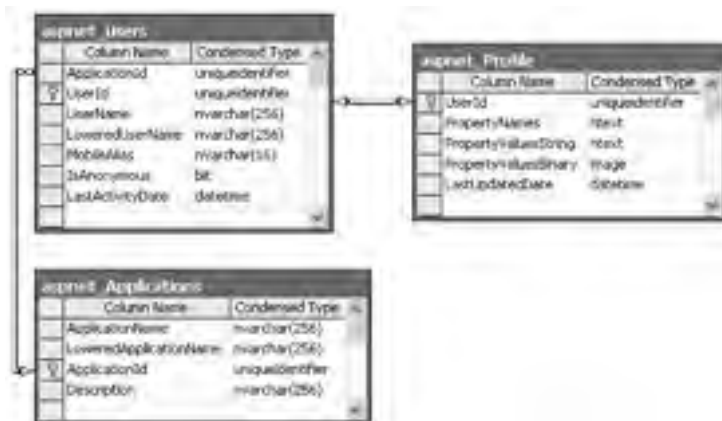 aspnet_Users
Column Name Condensed Type
ApplicationId uniqueidentifier
UserId uniqueidentifier
UserName nvarchar(256)
LoweredUserName nvarchar(256)
MobileAlias nvarchar(16)
IsAnonymous bit
LastActivityDate datetime
aspnet_Profile
Column Name Condensed Type
UserId uniqueidentifier
PropertyNames ntext
PropertyValuesString ntext
PropertyValuesBinary image
LastUpdatedDate datetime
aspnet_Applications
Column Name Condensed Type
ApplicationName nvarchar(256)
LoweredApplicationName nvarchar(256)
ApplicationId uniqueidentifier
Description nvarchar(256)